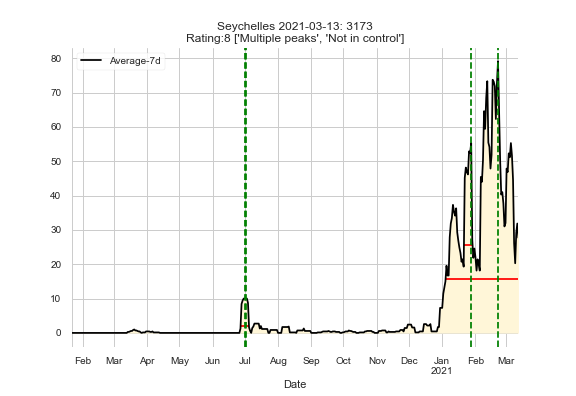 Seychelles 2021-03-13: 3173
Rating:8 ['Multiple peaks', 'Not in control']
Average-7d
80
70
60
50
40
30
20
10
0
Feb Mar Apr May Jun Jul Aug Sep Oct Nov Dec Jan Feb Mar
2021
Date